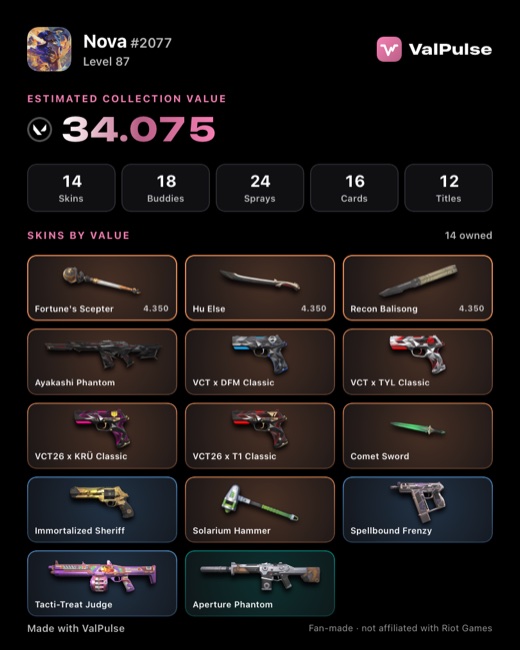 Nova #2077
Level 87
ValPulse
ESTIMATED COLLECTION VALUE
34.075
14
Skins
18
Buddies
24
Sprays
16
Cards
12
Titles
SKINS BY VALUE
14 owned
Fortune's Scepter 4.350
Hu Else 4.350
Recon Balisong 4.350
Ayakashi Phantom
VCT x DFM Classic
VCT x TYL Classic
VCT26 x KRÜ Classic
VCT26 x T1 Classic
Comet Sword
Immortalized Sheriff
Solarium Hammer
Spellbound Frenzy
Tacti-Treat Judge
Aperture Phantom
Made with ValPulse
Fan-made · not affiliated with Riot Games